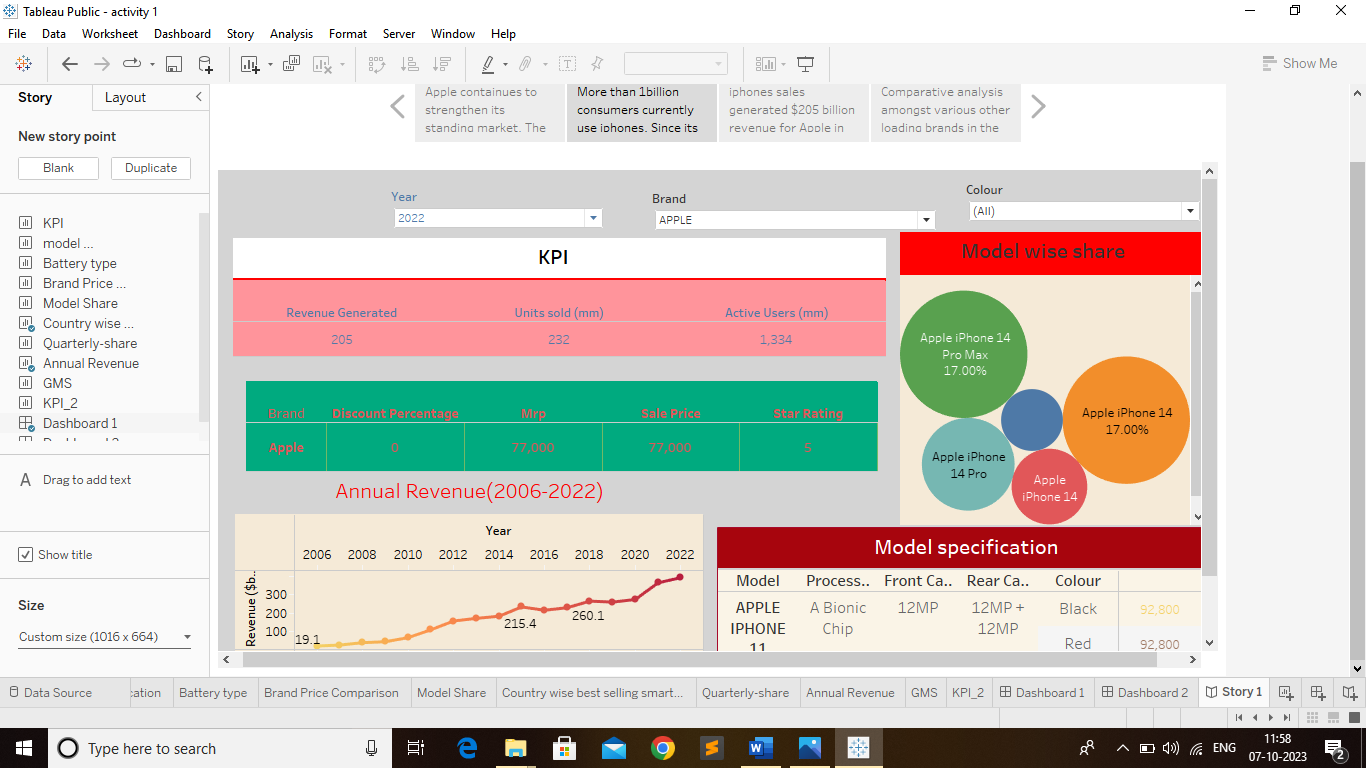 Tableau Public - activity 1
File Data Worksheet Dashboard Story Analysis Format Server Window Help
Show Me
Story
Layout
New story point
Blank
Duplicate
KPI
model ...
Battery type
Brand Price ...
Model Share
Country wise ...
Quarterly-share
Annual Revenue
GMS
KPI_2
Dashboard 1
Drag to add text
Show title
Size
Custom size (1016 x 664)
Apple containues to
strengthen its
standing market. The
More than 1billion
consumers currently
use iphones. Since its
iphones sales
generated $205 billion
revenue for Apple in
Comparative analysis
amongst various other
loading brands in the
Year
2022
Brand
APPLE
Colour
(All)
KPI
Revenue Generated Units sold (mm) Active Users (mm)
205 232 1,334
Brand Discount Percentage Mrp Sale Price Star Rating
Apple 0 77,000 77,000 5
Annual Revenue(2006-2022)
Year
2006 2008 2010 2012 2014 2016 2018 2020 2022
Revenue ($b..
300
200
100
19.1
215.4
260.1
Model wise share
Apple iPhone 14
Pro Max
17.00%
Apple iPhone 14
17.00%
Apple iPhone
14 Pro
Apple
iPhone 14
Model specification
Model Process.. Front Ca.. Rear Ca.. Colour
APPLE A Bionic 12MP 12MP + Black 92,800
IPHONE Chip 12MP
11 Red 92,800
Data Source
Battery type
Brand Price Comparison
Model Share
Country wise best selling smart...
Quarterly-share
Annual Revenue
GMS
KPI_2
Dashboard 1
Dashboard 2
Story 1
Type here to search
ENG
11:58
07-10-2023
2